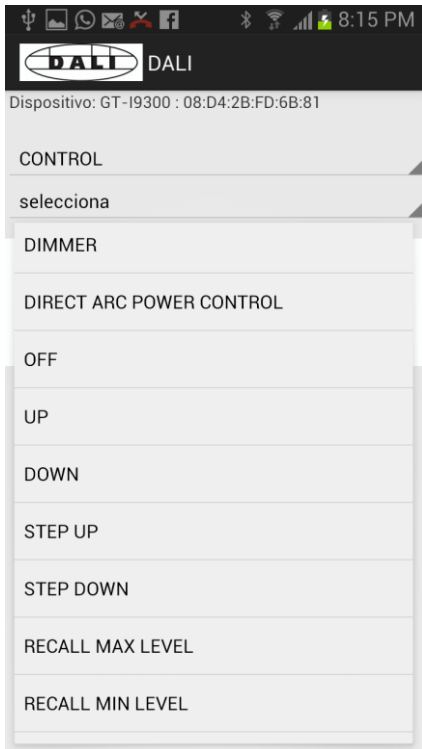 8:15 PM
DALI DALI
Dispositivo: GT-I9300 : 08:D4:2B:FD:6B:81
CONTROL
selecciona
DIMMER
DIRECT ARC POWER CONTROL
OFF
UP
DOWN
STEP UP
STEP DOWN
RECALL MAX LEVEL
RECALL MIN LEVEL